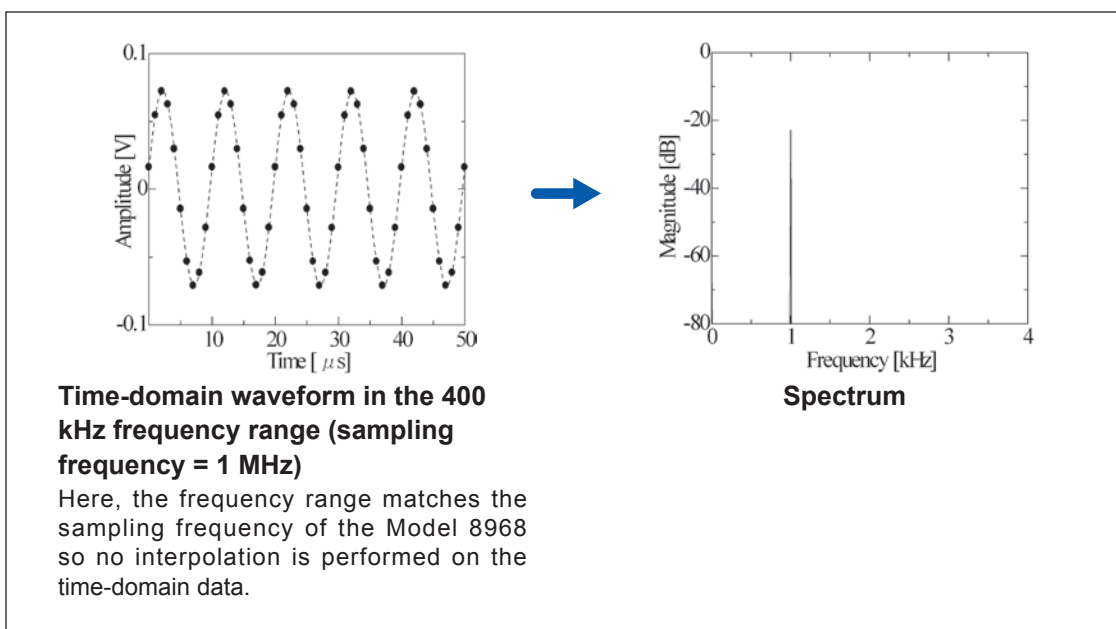 0.1
0
-0.1
Amplitude [V]
10 20 30 40 50
Time [ μs]
0
-20
-40
-60
-80
Magnitude [dB]
0 1 2 3 4
Frequency [kHz]
Time-domain waveform in the 400
kHz frequency range (sampling
frequency = 1 MHz)
Here, the frequency range matches the
sampling frequency of the Model 8968
so no interpolation is performed on the
time-domain data.
Spectrum